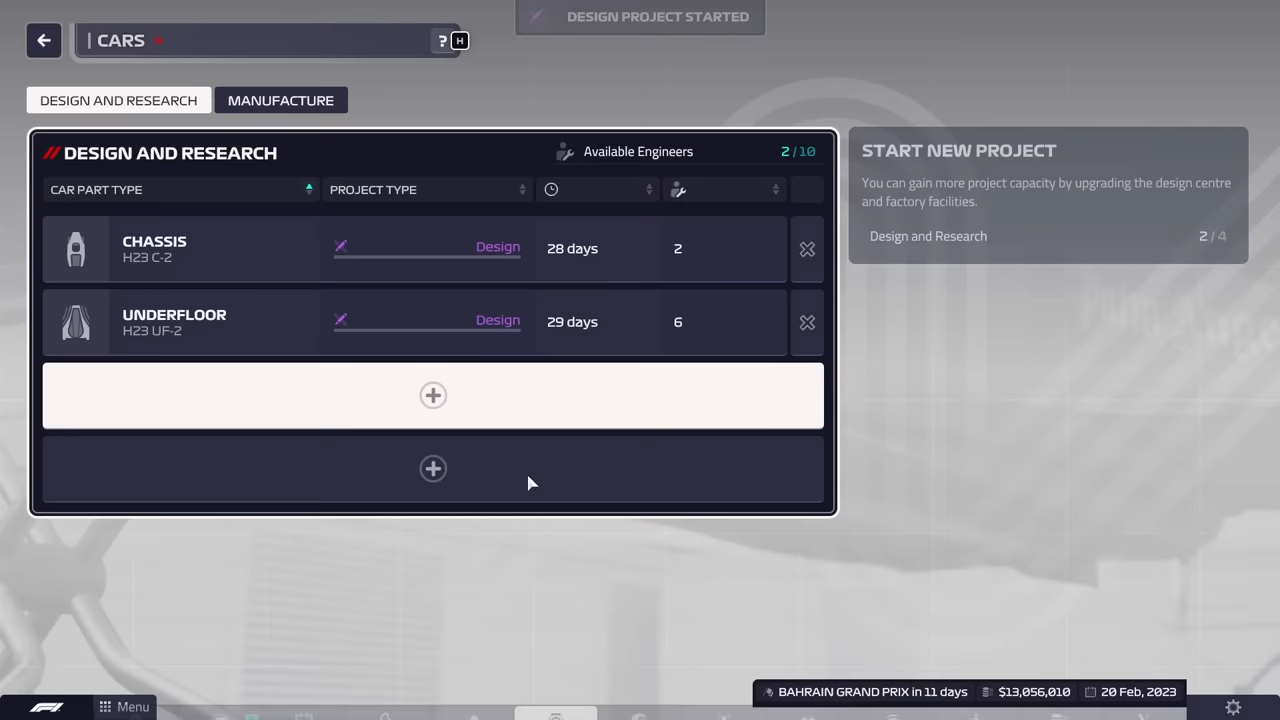 DESIGN PROJECT STARTED
| CARS
? H
DESIGN AND RESEARCH
MANUFACTURE
DESIGN AND RESEARCH
Available Engineers
2 / 10
CAR PART TYPE
PROJECT TYPE
CHASSIS
H23 C-2
Design
28 days
2
UNDERFLOOR
H23 UF-2
Design
29 days
6
START NEW PROJECT
You can gain more project capacity by upgrading the design centre
and factory facilities.
Design and Research
2 / 4
BAHRAIN GRAND PRIX in 11 days
$13,056,010
20 Feb, 2023
Menu